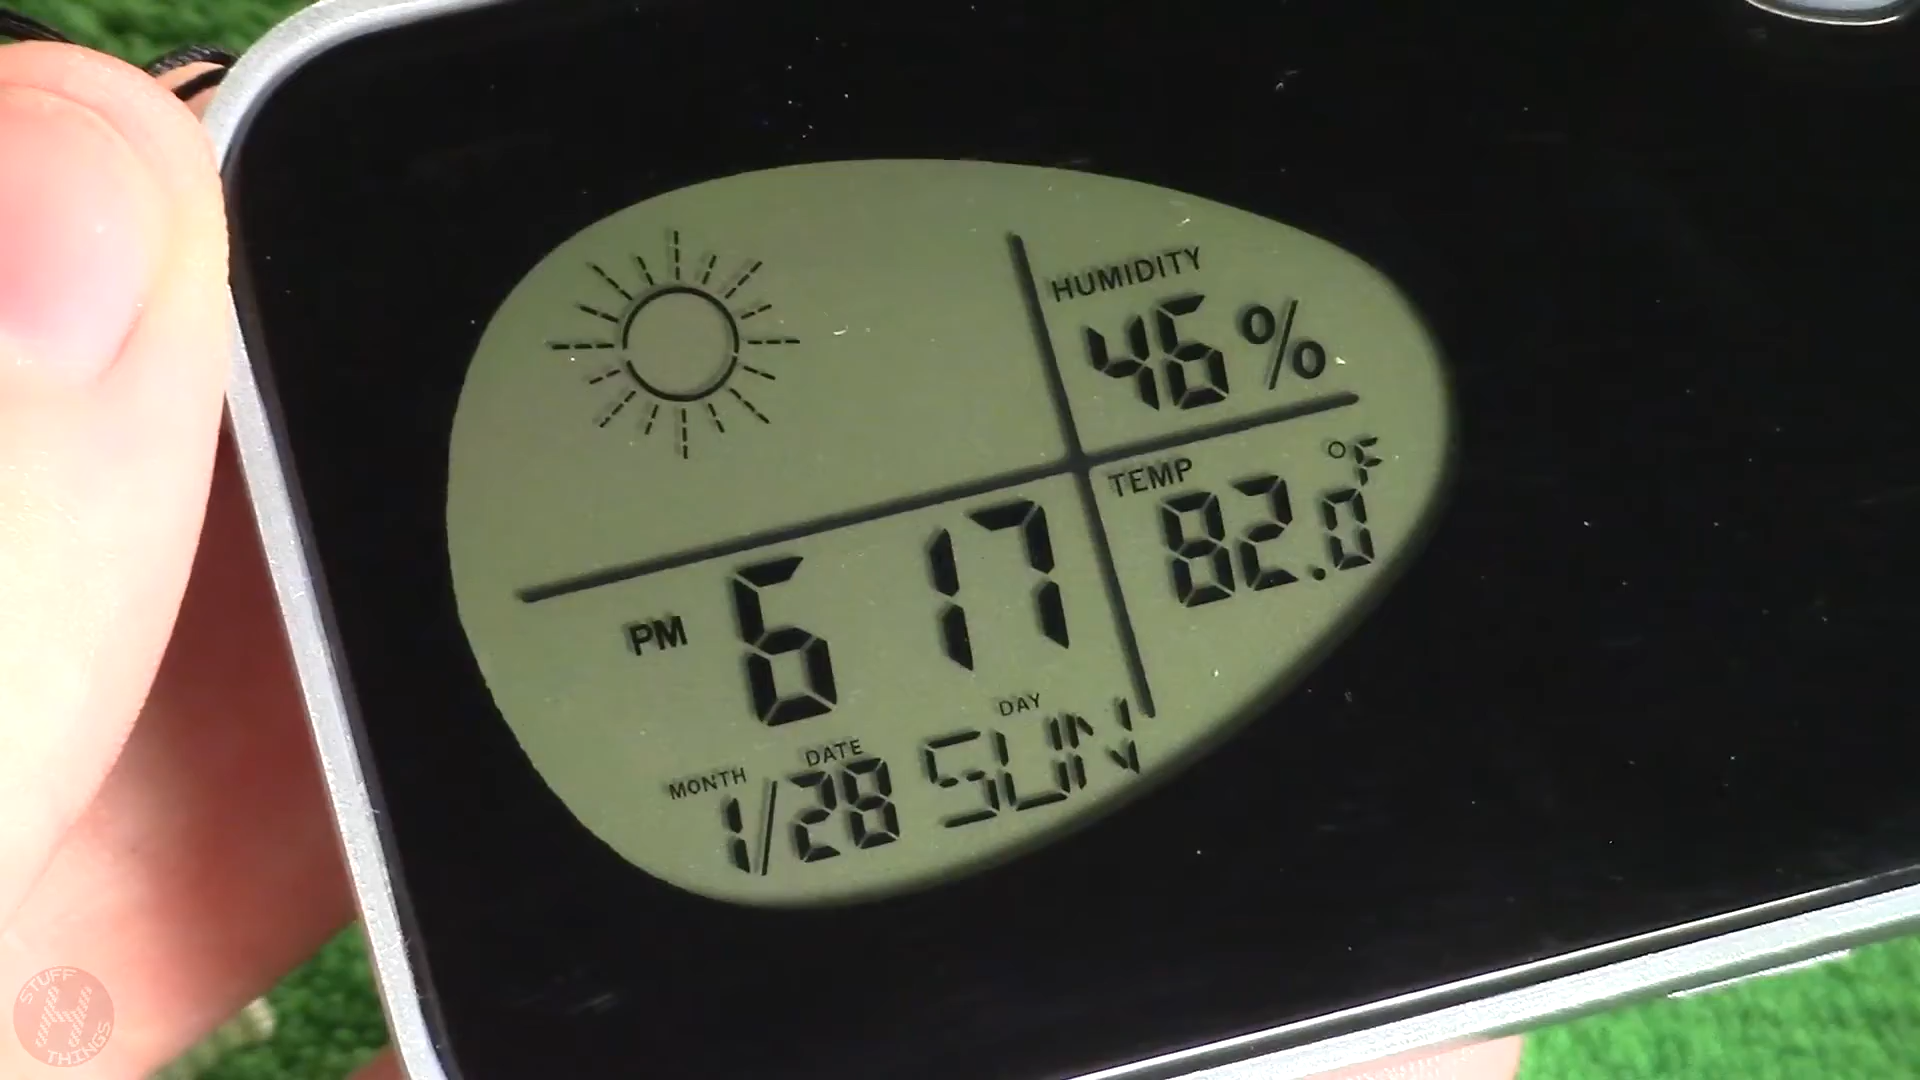 HUMIDITY
46 %
TEMP
82.0 °F
PM 6 17
MONTH DATE DAY
1/28 SUN
STUFF
H
THINGS